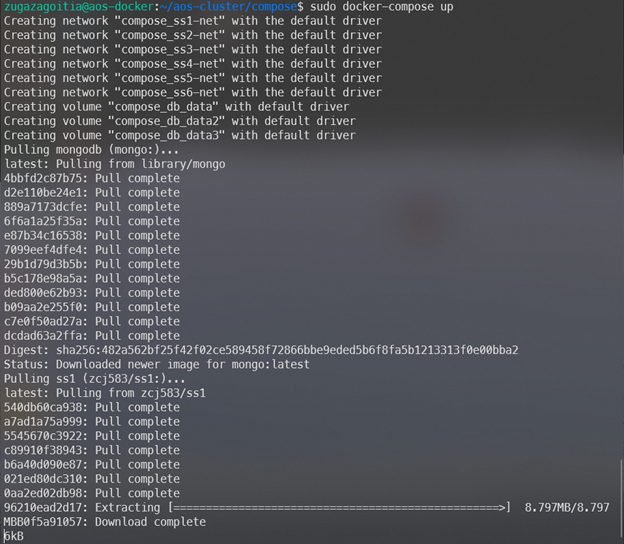 zugazagoitia@aos-docker:~/aos-cluster/compose$ sudo docker-compose up
Creating network "compose_ss1-net" with the default driver
Creating network "compose_ss2-net" with the default driver
Creating network "compose_ss3-net" with the default driver
Creating network "compose_ss4-net" with the default driver
Creating network "compose_ss5-net" with the default driver
Creating network "compose_ss6-net" with the default driver
Creating volume "compose_db_data" with default driver
Creating volume "compose_db_data2" with default driver
Creating volume "compose_db_data3" with default driver
Pulling mongodb (mongo:)...
latest: Pulling from library/mongo
4bbfd2c87b75: Pull complete
d2e110be24e1: Pull complete
889a7173dcfe: Pull complete
6f6a1a25f35a: Pull complete
e87b34c16538: Pull complete
7099eef4dfe4: Pull complete
29b1d79d3b5b: Pull complete
b5c178e98a5a: Pull complete
ded800e62b93: Pull complete
b09aa2e255f0: Pull complete
c7e0f50ad27a: Pull complete
dcdad63a2ffa: Pull complete
Digest: sha256:482a562bf25f42f02ce589458f72866bbe9eded5b6f8fa5b1213313f0e00bba2
Status: Downloaded newer image for mongo:latest
Pulling ss1 (zcj583/ss1:)...
latest: Pulling from zcj583/ss1
540db60ca938: Pull complete
a7ad1a75a999: Pull complete
5545670c3922: Pull complete
c89910f38943: Pull complete
b6a40d090e87: Pull complete
021ed80dc310: Pull complete
0aa2ed02db98: Pull complete
96210ead2d17: Extracting [==================================================>]  8.797MB/8.797
MBB0f5a91057: Download complete
6kB